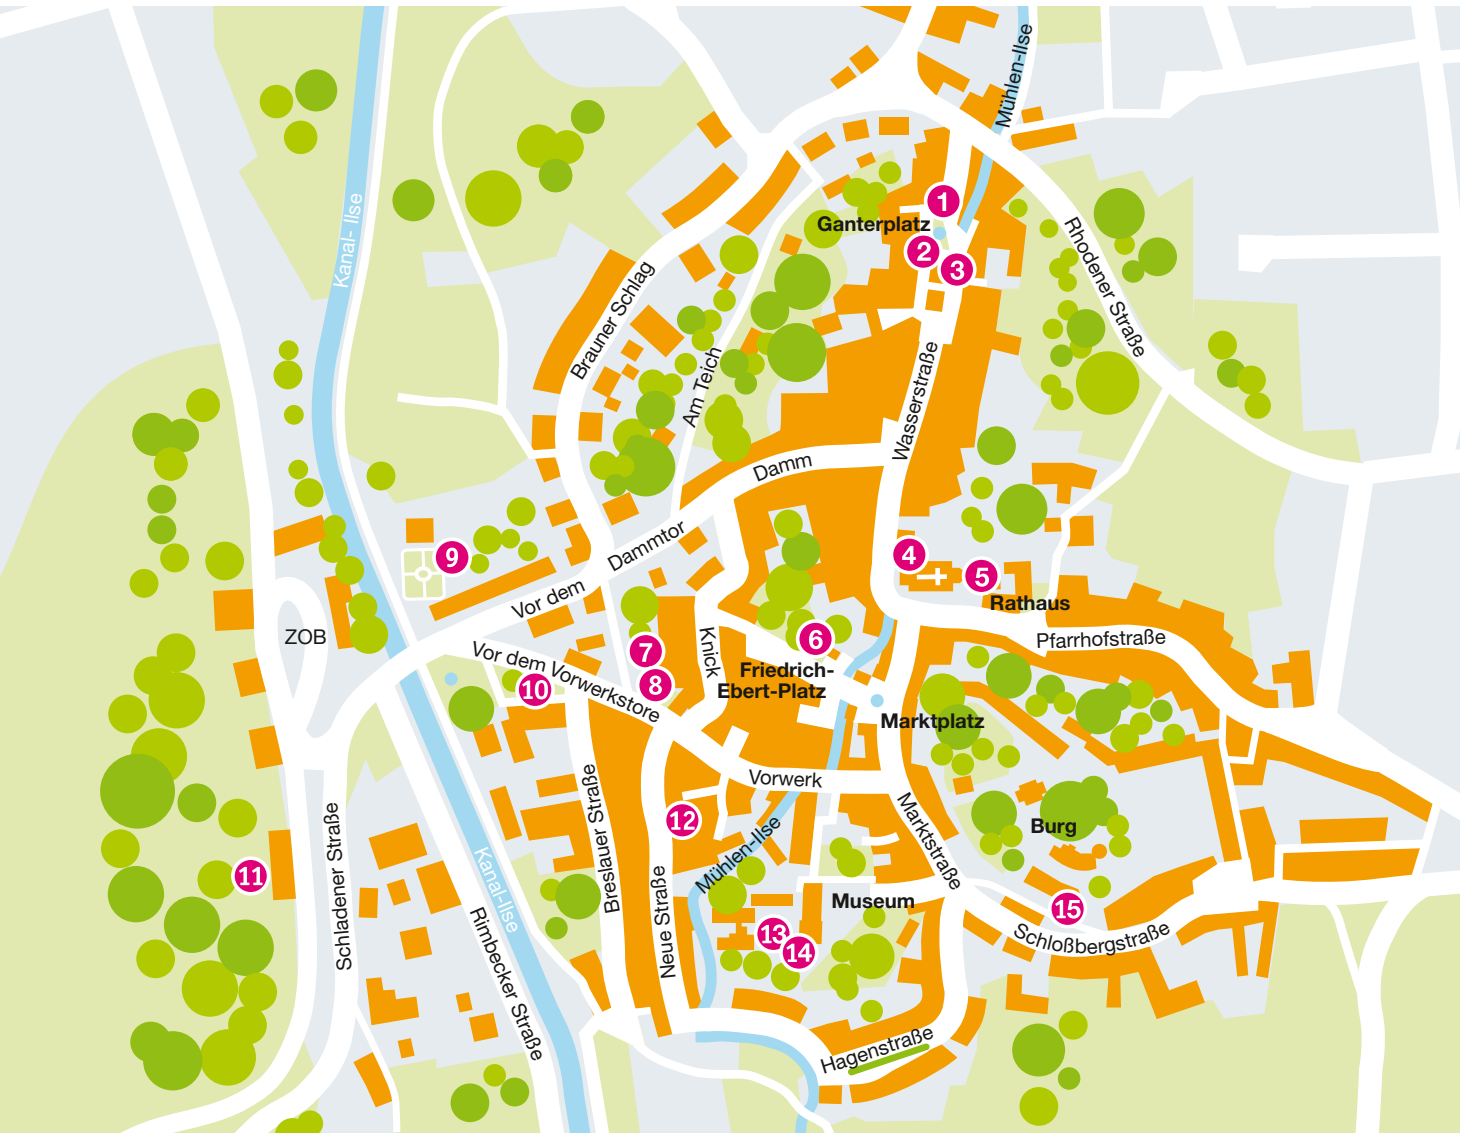 Mühlen-Ilse
Kanal- Ilse
1
Ganterplatz
2
3
Rhodener Straße
Brauner Schlag
Am Teich
Wasserstraße
Damm
Vor dem Dammtor
9
4
5
Rathaus
ZOB
Pfarrhofstraße
Knick
6
7
8
Friedrich-
Ebert-Platz
Vor dem Vorwerkstore
10
Marktplatz
Vorwerk
Breslauer Straße
12
Mühlen-Ilse
Marktstraße
Burg
Schladener Straße
11
Kanal-Ilse
Rimbecker Straße
Neue Straße
Museum
13
14
15
Schloßbergstraße
Hagenstraße